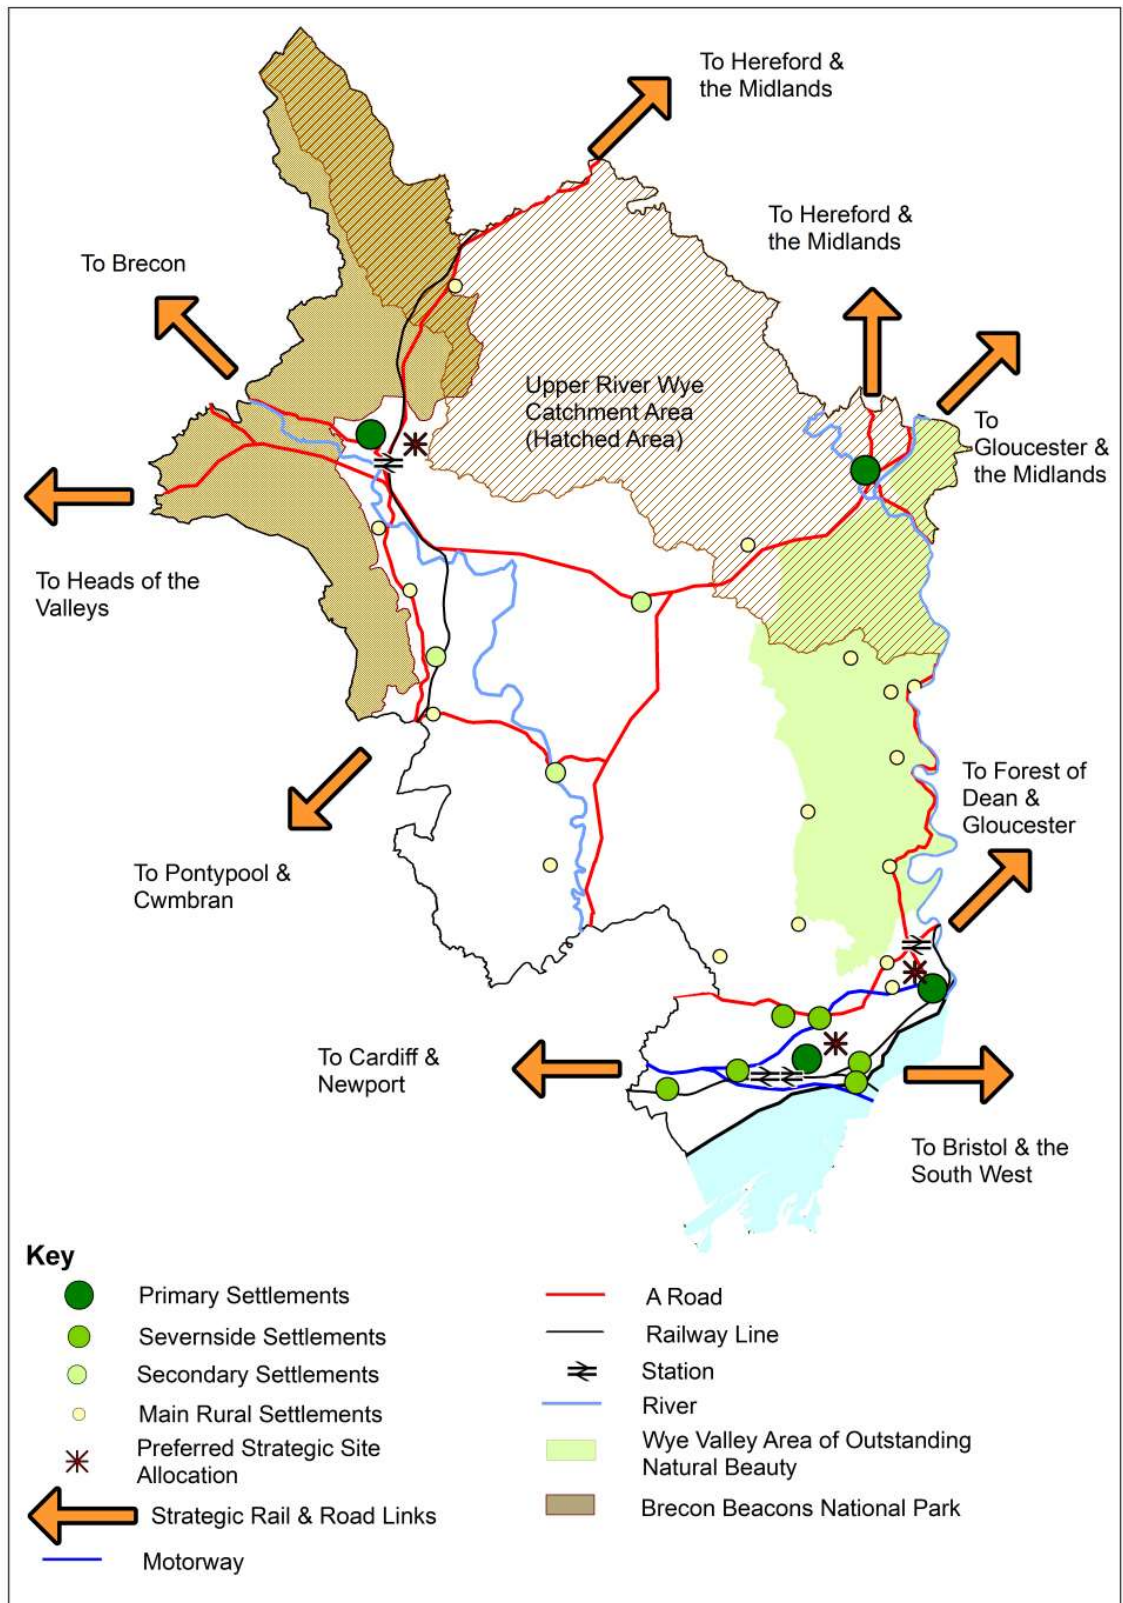 To Hereford &
the Midlands
To Hereford &
the Midlands
To Brecon
Upper River Wye
Catchment Area
(Hatched Area)
To
Gloucester &
the Midlands
To Heads of the
Valleys
To Forest of
Dean &
Gloucester
To Pontypool &
Cwmbran
To Cardiff &
Newport
To Bristol & the
South West
Key
Primary Settlements
Severnside Settlements
Secondary Settlements
Main Rural Settlements
Preferred Strategic Site
Allocation
Strategic Rail & Road Links
Motorway
A Road
Railway Line
Station
River
Wye Valley Area of Outstanding
Natural Beauty
Brecon Beacons National Park